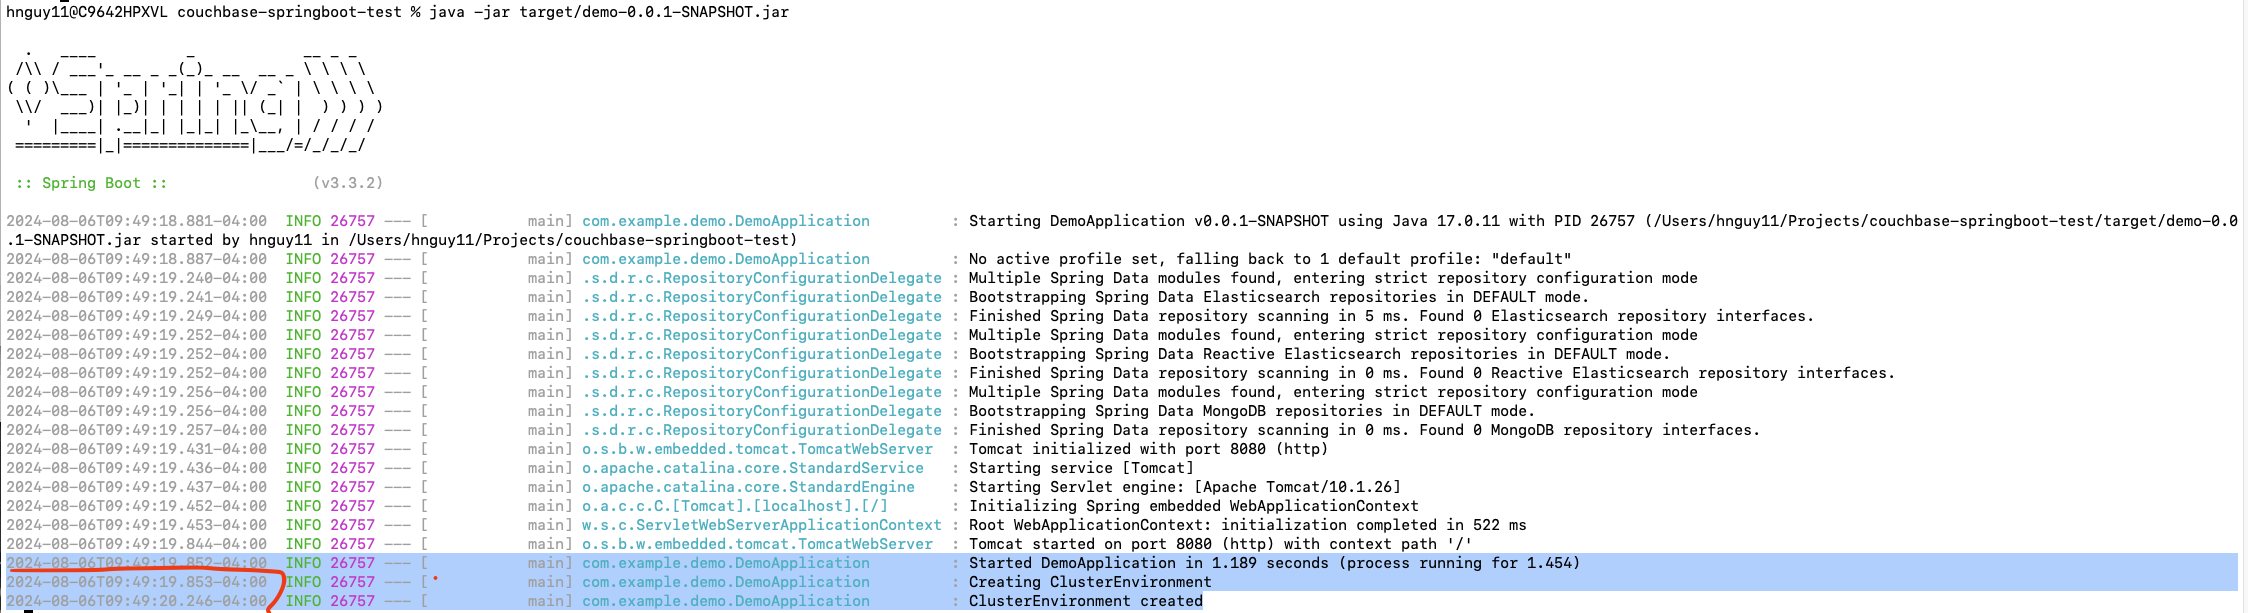 hnguy11@C9642HPXVL couchbase-springboot-test % java -jar target/demo-0.0.1-SNAPSHOT.jar
  .   ____          _            __ _ _
 /\\ / ___'_ __ _ _(_)_ __  __ _ \ \ \ \
( ( )\___ | '_ | '_| | '_ \/ _` | \ \ \ \
 \\/  ___)| |_)| | | | | || (_| |  ) ) ) )
  '  |____| .__|_| |_|_| |_\__, | / / / /
 =========|_|==============|___/=/_/_/_/
 :: Spring Boot ::                (v3.3.2)
2024-08-06T09:49:18.881-04:00  INFO 26757 --- [           main] com.example.demo.DemoApplication         : Starting DemoApplication v0.0.1-SNAPSHOT using Java 17.0.11 with PID 26757 (/Users/hnguy11/Projects/couchbase-springboot-test/target/demo-0.0
.1-SNAPSHOT.jar started by hnguy11 in /Users/hnguy11/Projects/couchbase-springboot-test)
2024-08-06T09:49:18.887-04:00  INFO 26757 --- [           main] com.example.demo.DemoApplication         : No active profile set, falling back to 1 default profile: "default"
2024-08-06T09:49:19.240-04:00  INFO 26757 --- [           main] .s.d.r.c.RepositoryConfigurationDelegate : Multiple Spring Data modules found, entering strict repository configuration mode
2024-08-06T09:49:19.241-04:00  INFO 26757 --- [           main] .s.d.r.c.RepositoryConfigurationDelegate : Bootstrapping Spring Data Elasticsearch repositories in DEFAULT mode.
2024-08-06T09:49:19.249-04:00  INFO 26757 --- [           main] .s.d.r.c.RepositoryConfigurationDelegate : Finished Spring Data repository scanning in 5 ms. Found 0 Elasticsearch repository interfaces.
2024-08-06T09:49:19.252-04:00  INFO 26757 --- [           main] .s.d.r.c.RepositoryConfigurationDelegate : Multiple Spring Data modules found, entering strict repository configuration mode
2024-08-06T09:49:19.252-04:00  INFO 26757 --- [           main] .s.d.r.c.RepositoryConfigurationDelegate : Bootstrapping Spring Data Reactive Elasticsearch repositories in DEFAULT mode.
2024-08-06T09:49:19.252-04:00  INFO 26757 --- [           main] .s.d.r.c.RepositoryConfigurationDelegate : Finished Spring Data repository scanning in 0 ms. Found 0 Reactive Elasticsearch repository interfaces.
2024-08-06T09:49:19.256-04:00  INFO 26757 --- [           main] .s.d.r.c.RepositoryConfigurationDelegate : Multiple Spring Data modules found, entering strict repository configuration mode
2024-08-06T09:49:19.256-04:00  INFO 26757 --- [           main] .s.d.r.c.RepositoryConfigurationDelegate : Bootstrapping Spring Data MongoDB repositories in DEFAULT mode.
2024-08-06T09:49:19.257-04:00  INFO 26757 --- [           main] .s.d.r.c.RepositoryConfigurationDelegate : Finished Spring Data repository scanning in 0 ms. Found 0 MongoDB repository interfaces.
2024-08-06T09:49:19.431-04:00  INFO 26757 --- [           main] o.s.b.w.embedded.tomcat.TomcatWebServer  : Tomcat initialized with port 8080 (http)
2024-08-06T09:49:19.436-04:00  INFO 26757 --- [           main] o.apache.catalina.core.StandardService   : Starting service [Tomcat]
2024-08-06T09:49:19.437-04:00  INFO 26757 --- [           main] o.apache.catalina.core.StandardEngine    : Starting Servlet engine: [Apache Tomcat/10.1.26]
2024-08-06T09:49:19.452-04:00  INFO 26757 --- [           main] o.a.c.c.C.[Tomcat].[localhost].[/]       : Initializing Spring embedded WebApplicationContext
2024-08-06T09:49:19.453-04:00  INFO 26757 --- [           main] w.s.c.ServletWebServerApplicationContext : Root WebApplicationContext: initialization completed in 522 ms
2024-08-06T09:49:19.844-04:00  INFO 26757 --- [           main] o.s.b.w.embedded.tomcat.TomcatWebServer  : Tomcat started on port 8080 (http) with context path '/'
2024-08-06T09:49:19.852-04:00  INFO 26757 --- [           main] com.example.demo.DemoApplication         : Started DemoApplication in 1.189 seconds (process running for 1.454)
2024-08-06T09:49:19.853-04:00  INFO 26757 --- [           main] com.example.demo.DemoApplication         : Creating ClusterEnvironment
2024-08-06T09:49:20.246-04:00  INFO 26757 --- [           main] com.example.demo.DemoApplication         : ClusterEnvironment created